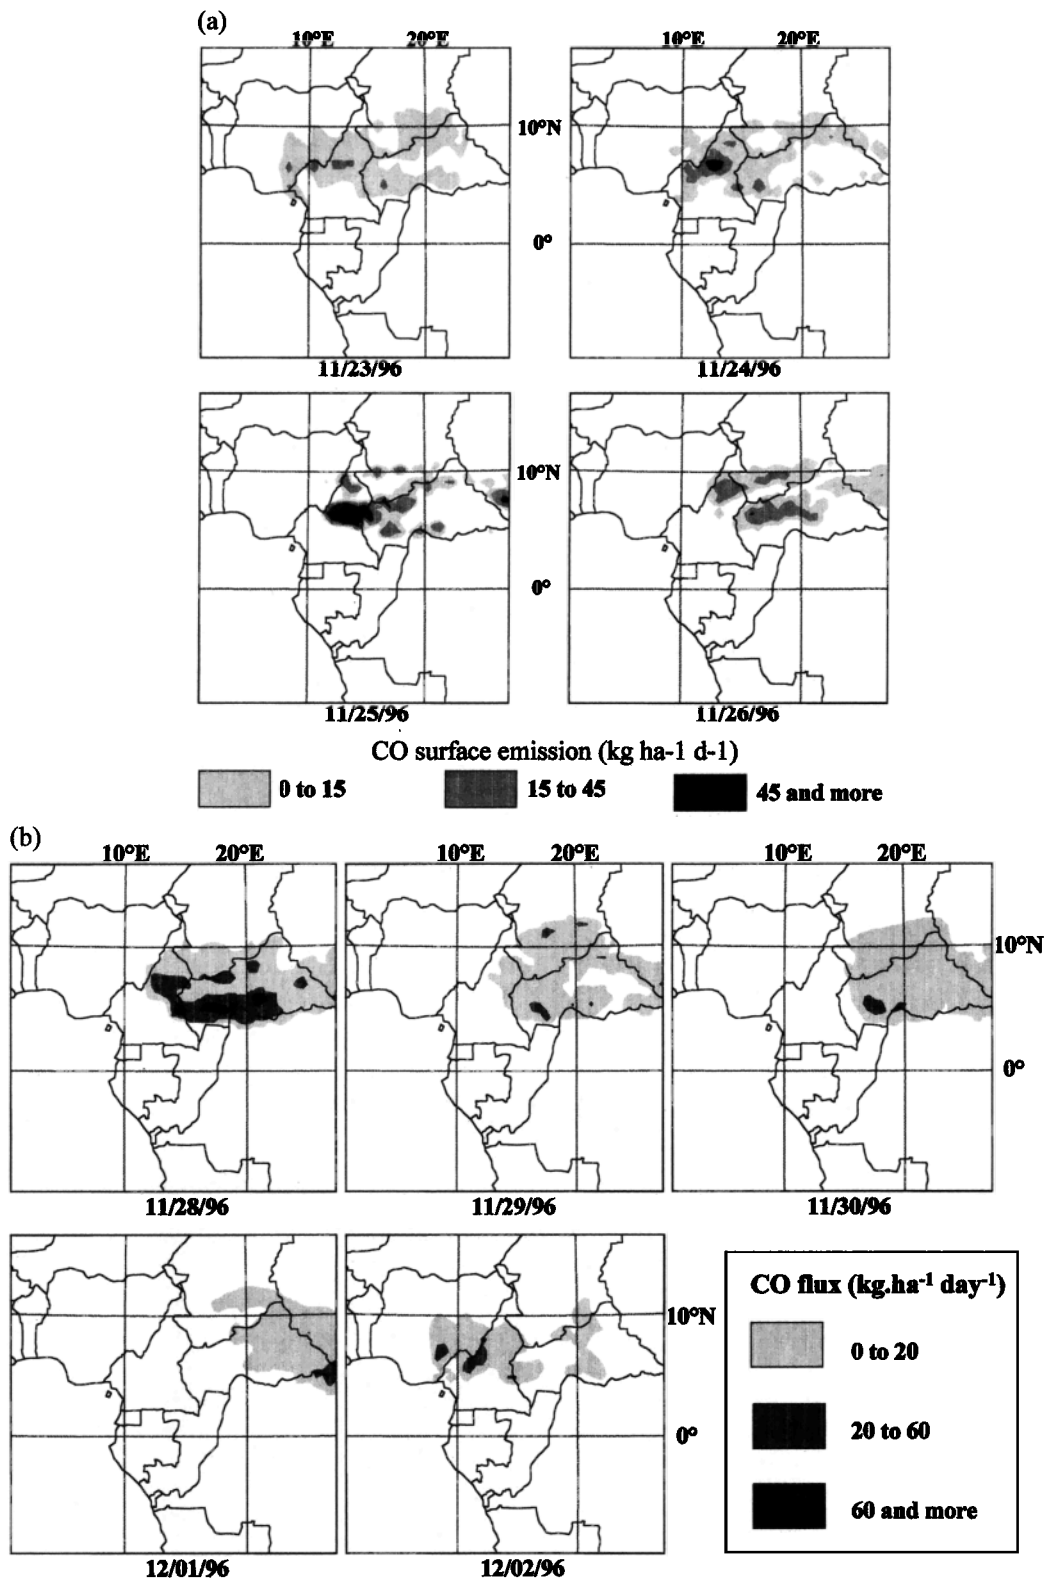 (a)
10°E 20°E 10°E 20°E
10°N
0°
11/23/96 11/24/96
10°N
0°
11/25/96 11/26/96
CO surface emission (kg ha-1 d-1)
0 to 15 15 to 45 45 and more
(b)
10°E 20°E 10°E 20°E 10°E 20°E
10°N
0°
11/28/96 11/29/96 11/30/96
10°N
0°
12/01/96 12/02/96
CO flux (kg.ha⁻¹ day⁻¹)
0 to 20
20 to 60
60 and more